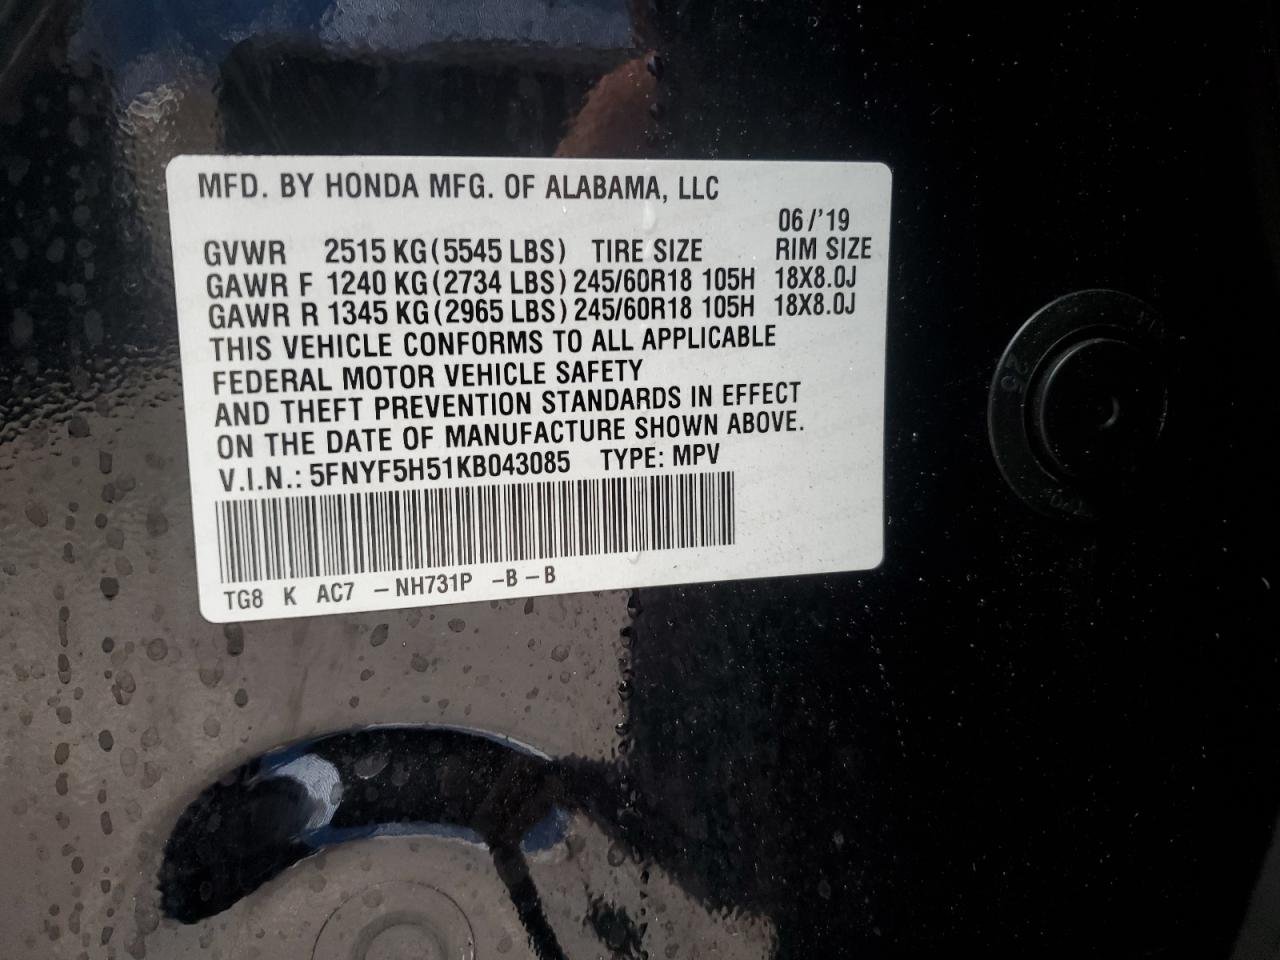 MFD. BY HONDA MFG. OF ALABAMA, LLC
06/'19
GVWR 2515 KG (5545 LBS) TIRE SIZE RIM SIZE
GAWR F 1240 KG (2734 LBS) 245/60R18 105H 18X8.0J
GAWR R 1345 KG (2965 LBS) 245/60R18 105H 18X8.0J
THIS VEHICLE CONFORMS TO ALL APPLICABLE
FEDERAL MOTOR VEHICLE SAFETY
AND THEFT PREVENTION STANDARDS IN EFFECT
ON THE DATE OF MANUFACTURE SHOWN ABOVE.
V.I.N.: 5FNYF5H51KB043085 TYPE: MPV
TG8 K AC7 -NH731P -B-B
25